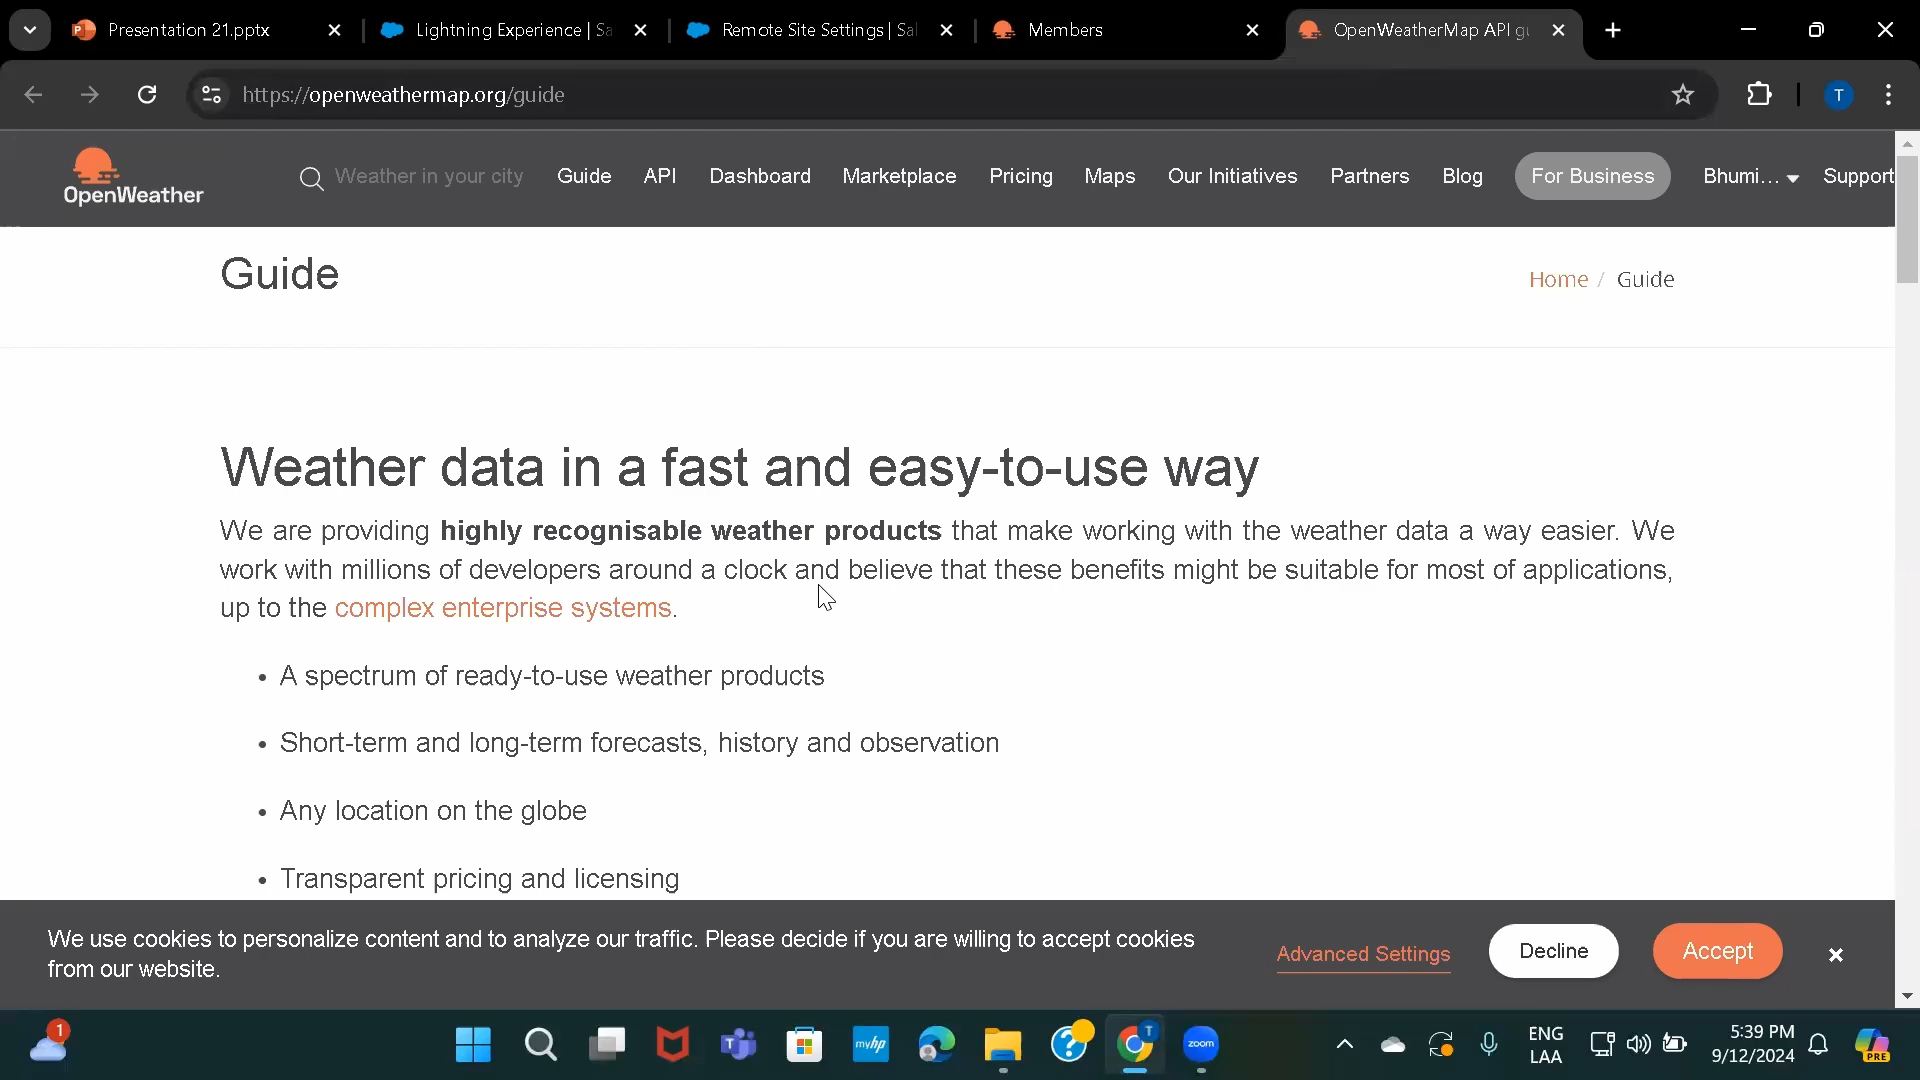 Presentation 21.pptx
Lightning Experience | Sa
Remote Site Settings | Sal
Members
OpenWeatherMap API gu
https://openweathermap.org/guide
T
OpenWeather
Weather in your city
Guide
API
Dashboard
Marketplace
Pricing
Maps
Our Initiatives
Partners
Blog
For Business
Bhumi...
Support
Guide
Home / Guide
Weather data in a fast and easy-to-use way
We are providing highly recognisable weather products that make working with the weather data a way easier. We
work with millions of developers around a clock and believe that these benefits might be suitable for most of applications,
up to the complex enterprise systems.
• A spectrum of ready-to-use weather products
• Short-term and long-term forecasts, history and observation
• Any location on the globe
• Transparent pricing and licensing
We use cookies to personalize content and to analyze our traffic. Please decide if you are willing to accept cookies
from our website.
Advanced Settings
Decline
Accept
1
myhp
T
zoom
ENG
LAA
5:39 PM
9/12/2024
PRE